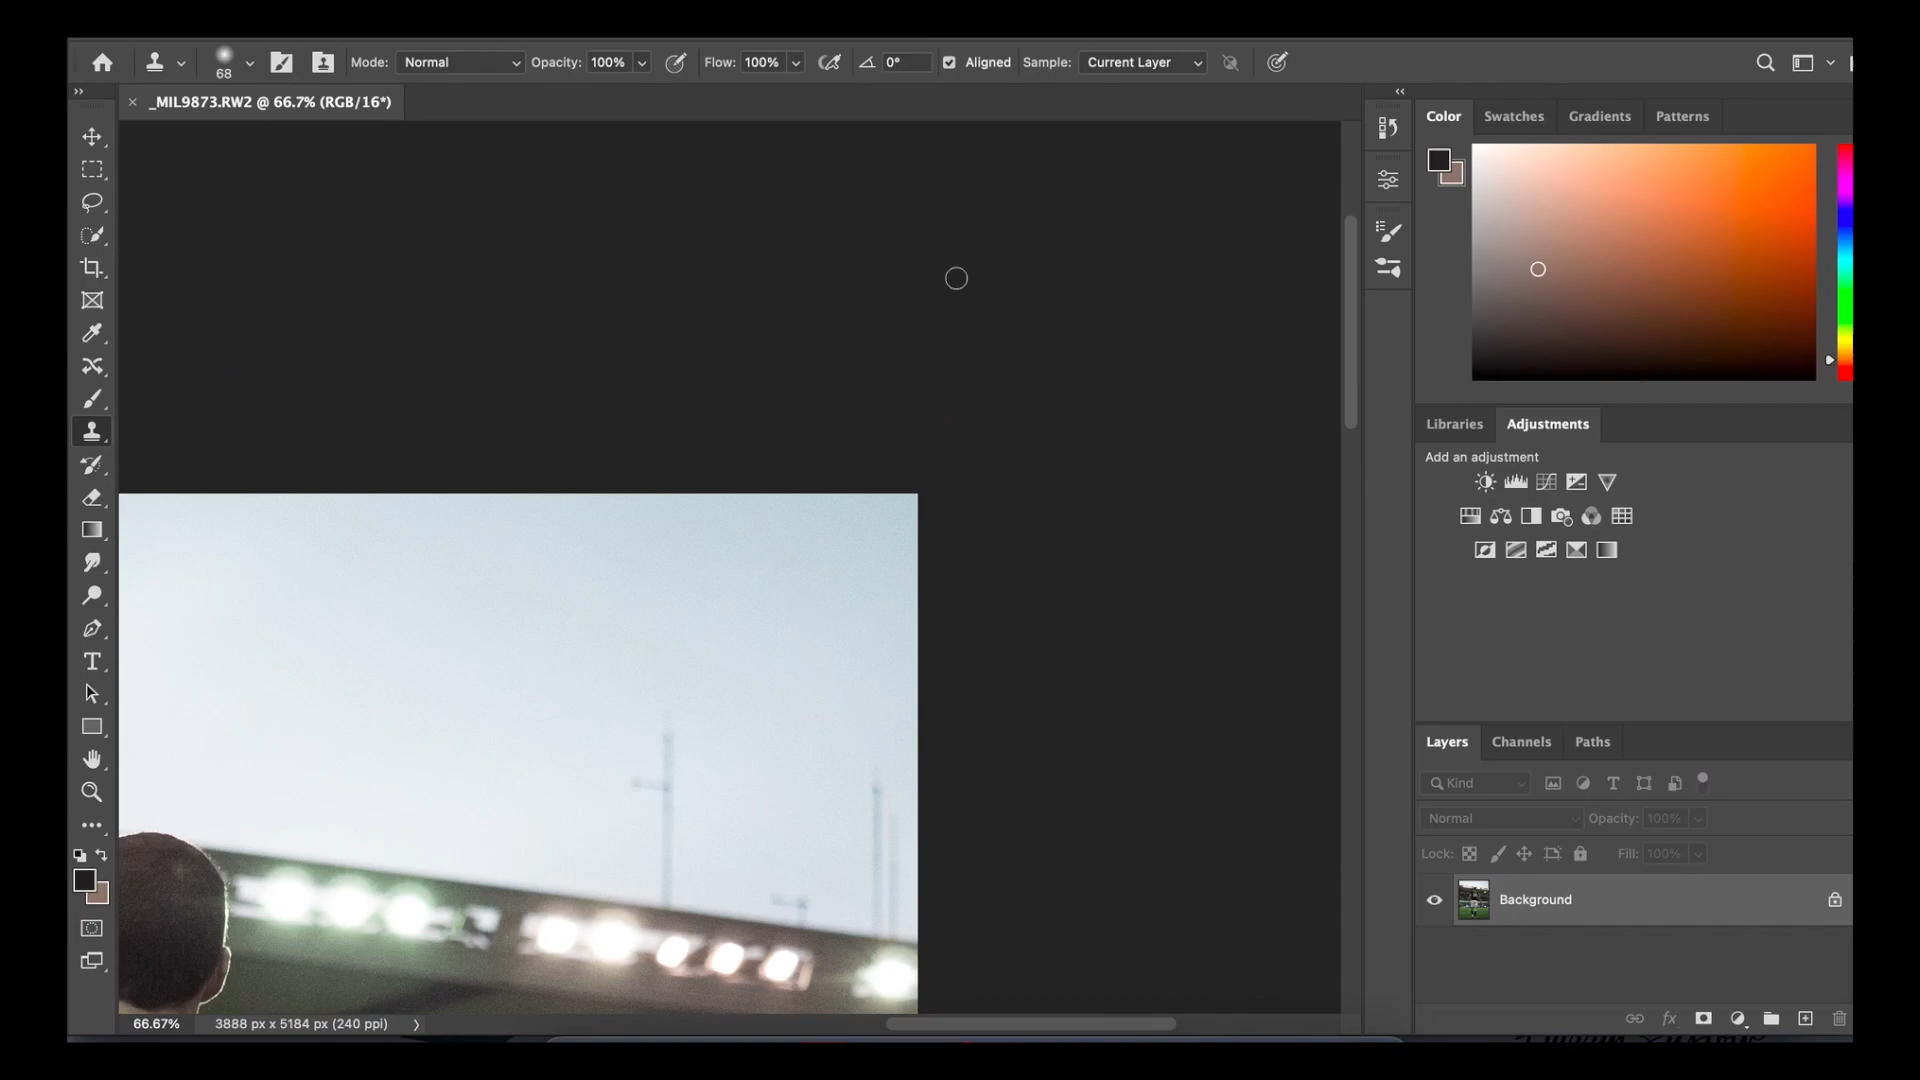 68
Mode: Normal Opacity: 100% Flow: 100% 0° Aligned Sample: Current Layer
_MIL9873.RW2 @ 66.7% (RGB/16*)
Color Swatches Gradients Patterns
Libraries Adjustments
Add an adjustment
Layers Channels Paths
Kind
Normal Opacity: 100%
Lock: Fill: 100%
Background
fx
66.67% 3888 px x 5184 px (240 ppi)